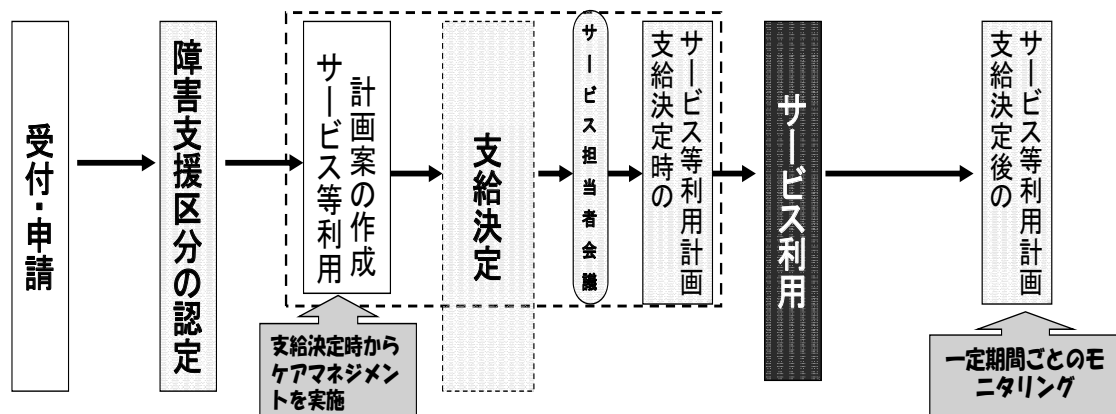 受付・申請
障害支援区分の認定
サービス等利用
計画案の作成
支給決定時から
ケアマネジメン
トを実施
支給決定
サービス担当者会議
支給決定時の
サービス等利用計画
サービス利用
支給決定後の
サービス等利用計画
一定期間ごとのモ
ニタリング